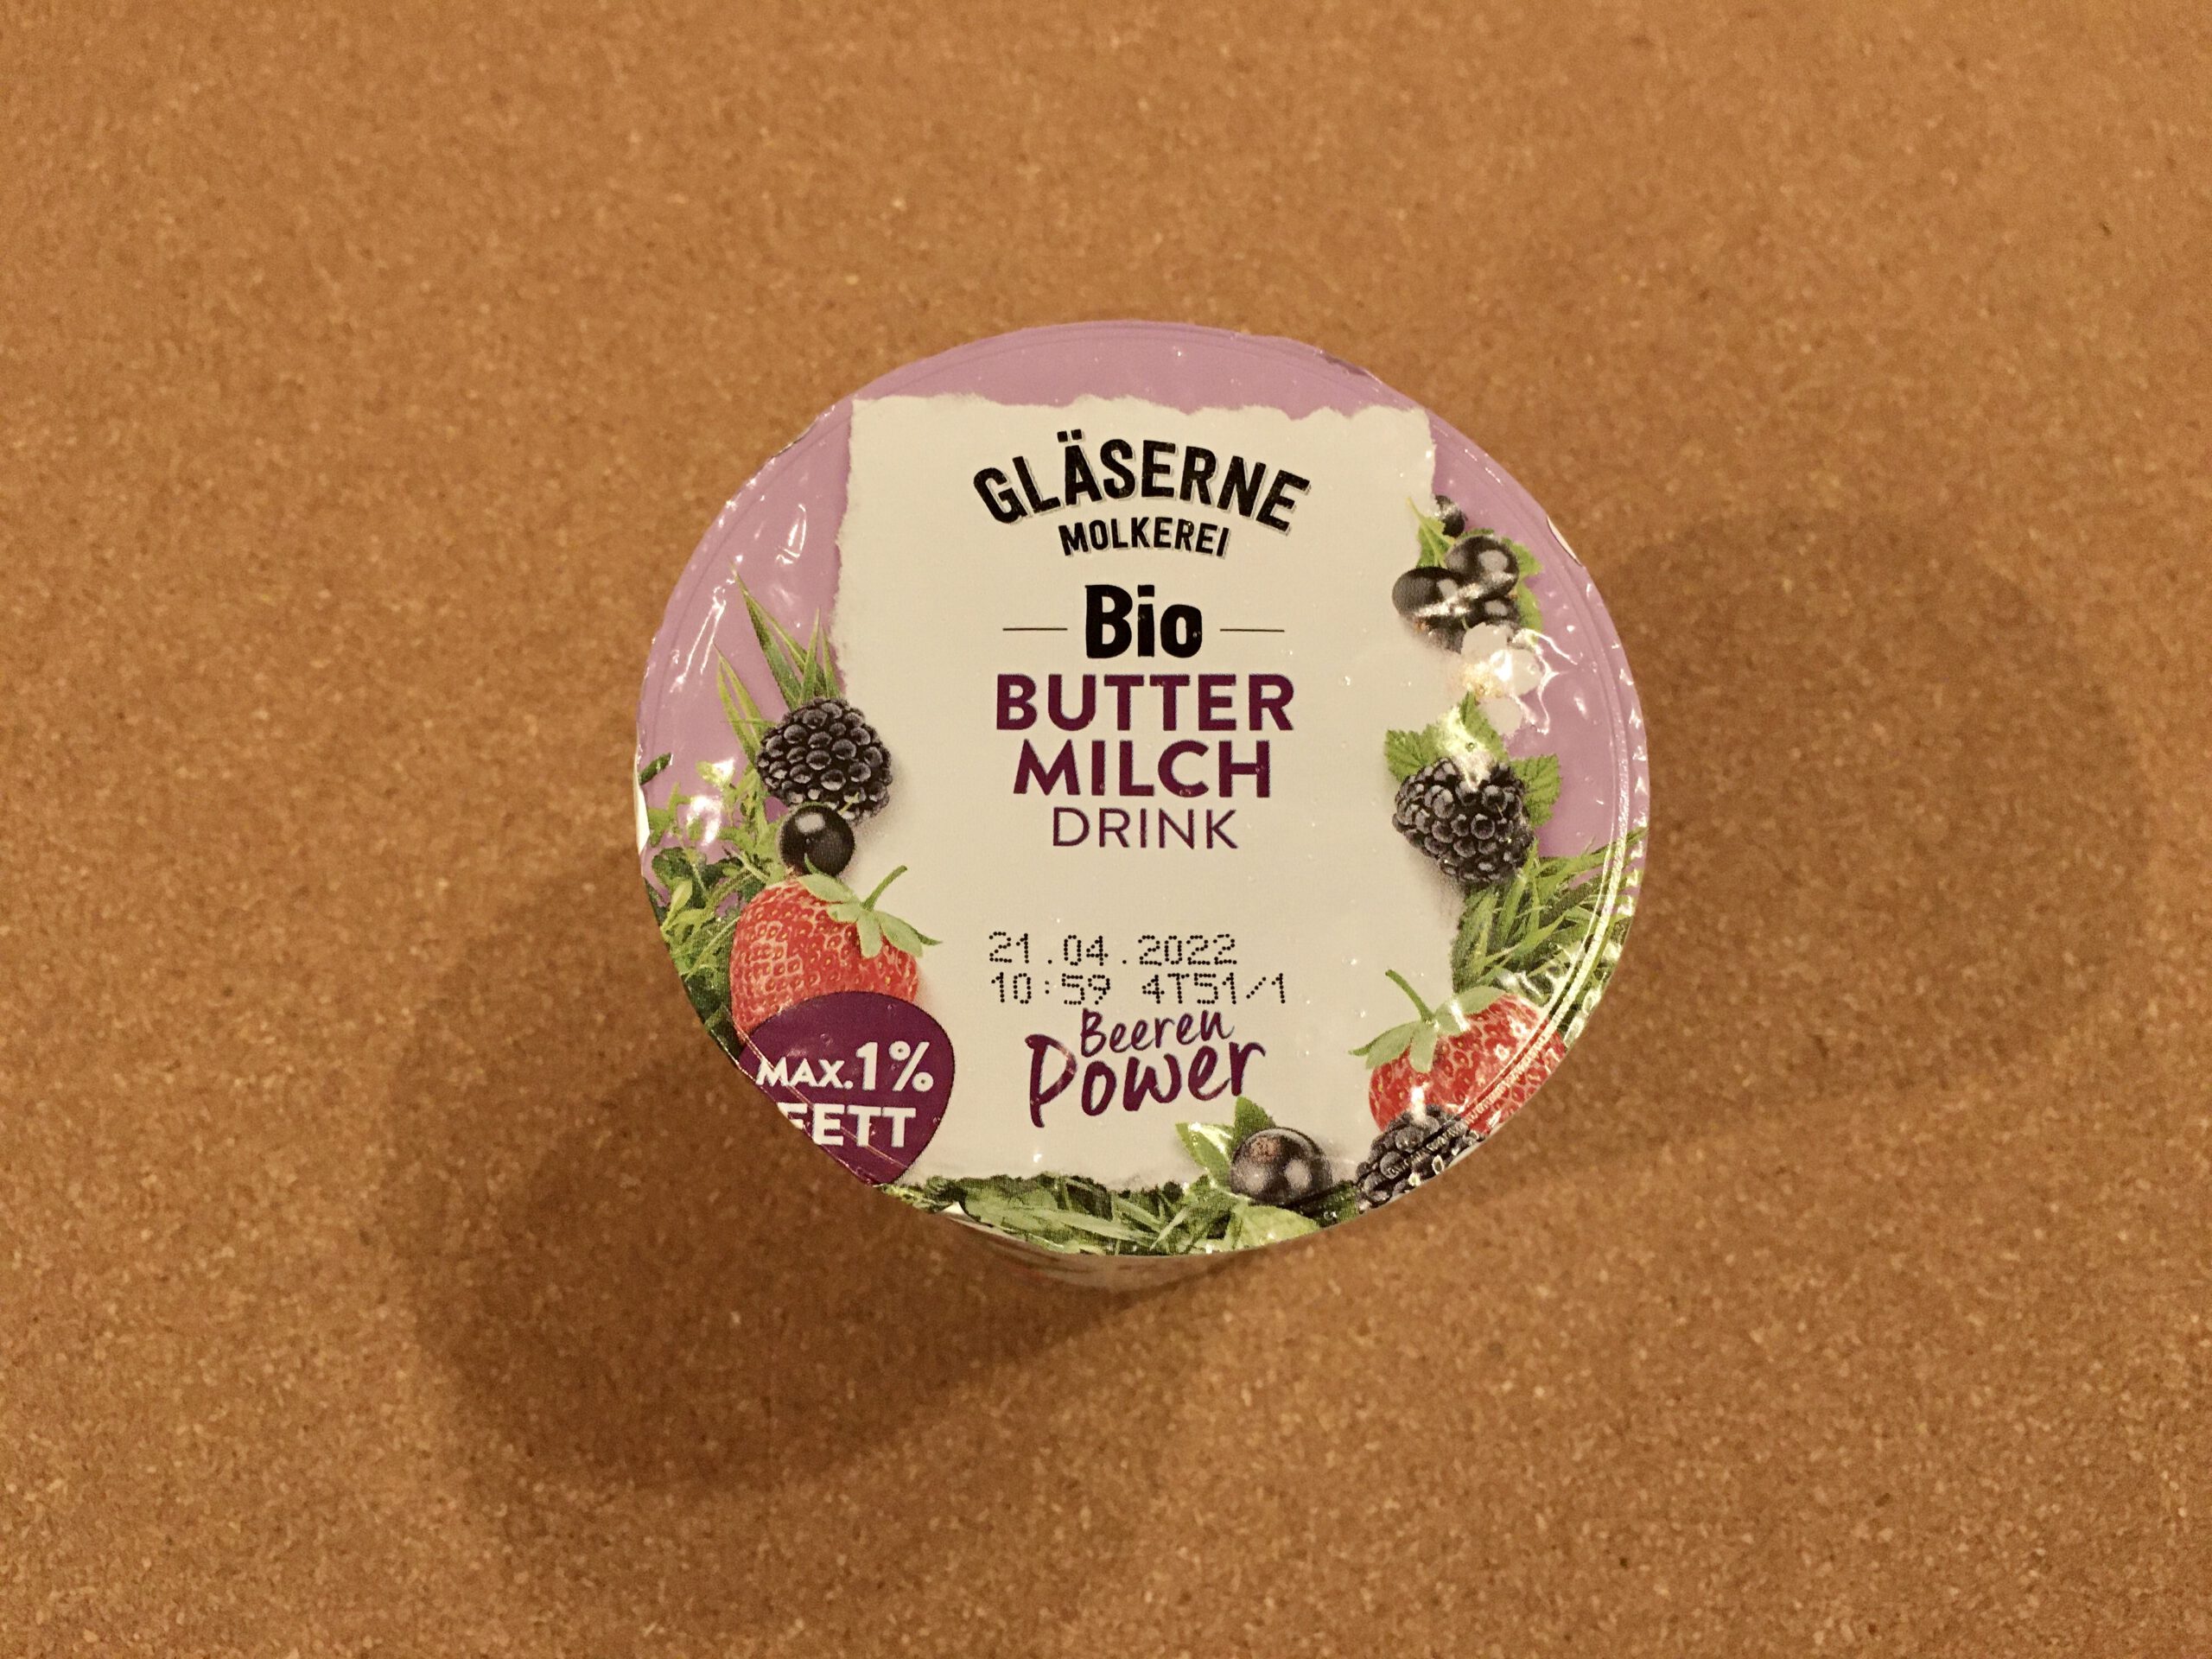 GLÄSERNE
MOLKEREI
Bio
BUTTER
MILCH
DRINK
21.04.2022
10:59 4T51/1
Beeren
Power
MAX.1%
FETT